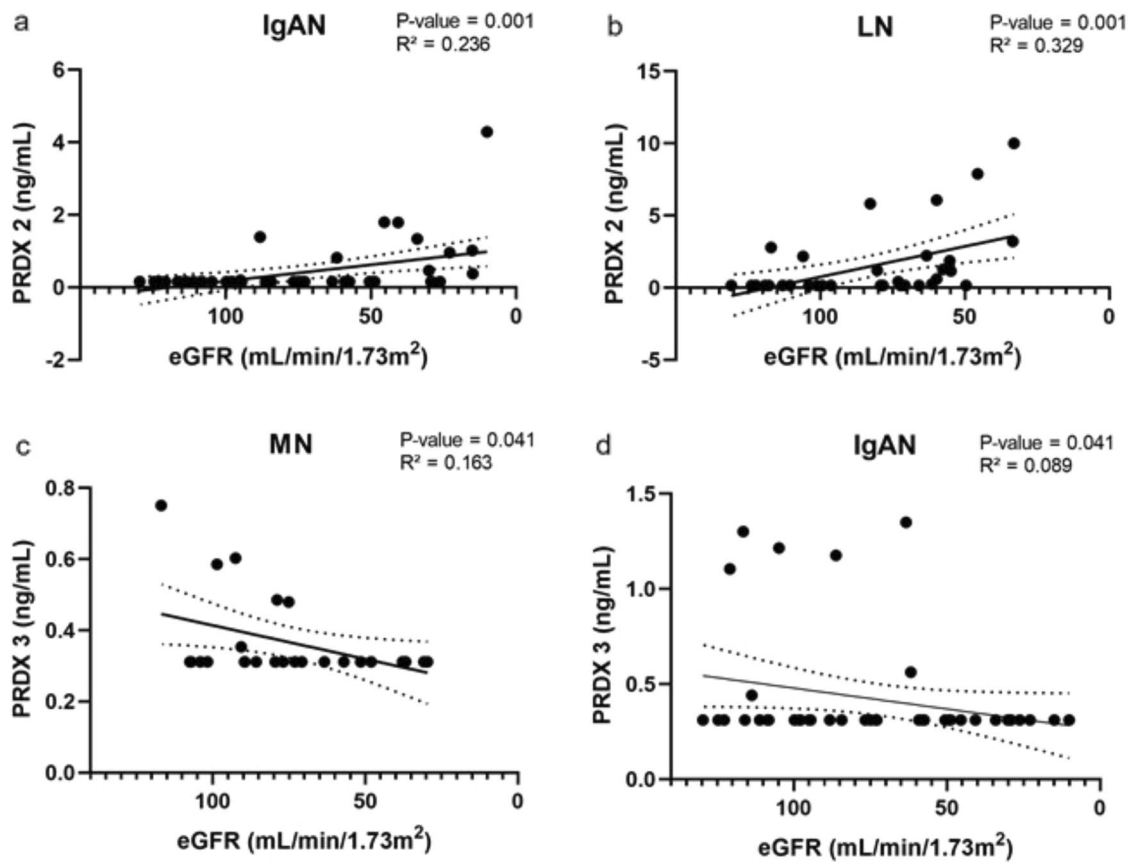 a
IgAN
P-value = 0.001
R² = 0.236
PRDX 2 (ng/mL)
6
4
2
0
-2
100
50
0
eGFR (mL/min/1.73m²)
b
LN
P-value = 0.001
R² = 0.329
PRDX 2 (ng/mL)
15
10
5
0
-5
100
50
0
eGFR (mL/min/1.73m²)
c
MN
P-value = 0.041
R² = 0.163
PRDX 3 (ng/mL)
0.8
0.6
0.4
0.2
0.0
100
50
0
eGFR (mL/min/1.73m²)
d
IgAN
P-value = 0.041
R² = 0.089
PRDX 3 (ng/mL)
1.5
1.0
0.5
0.0
100
50
0
eGFR (mL/min/1.73m²)